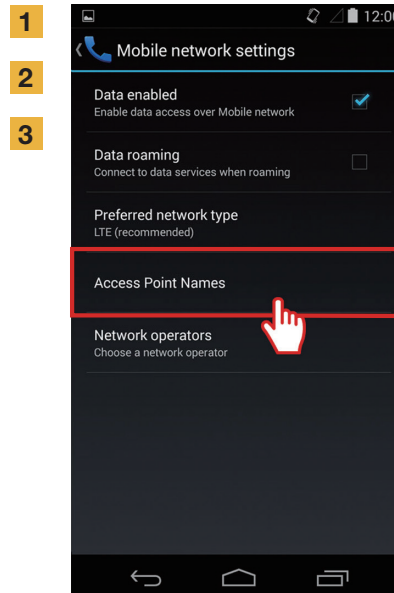 1
2
3
12:00
Mobile network settings
Data enabled
Enable data access over Mobile network
Data roaming
Connect to data services when roaming
Preferred network type
LTE (recommended)
Access Point Names
Network operators
Choose a network operator